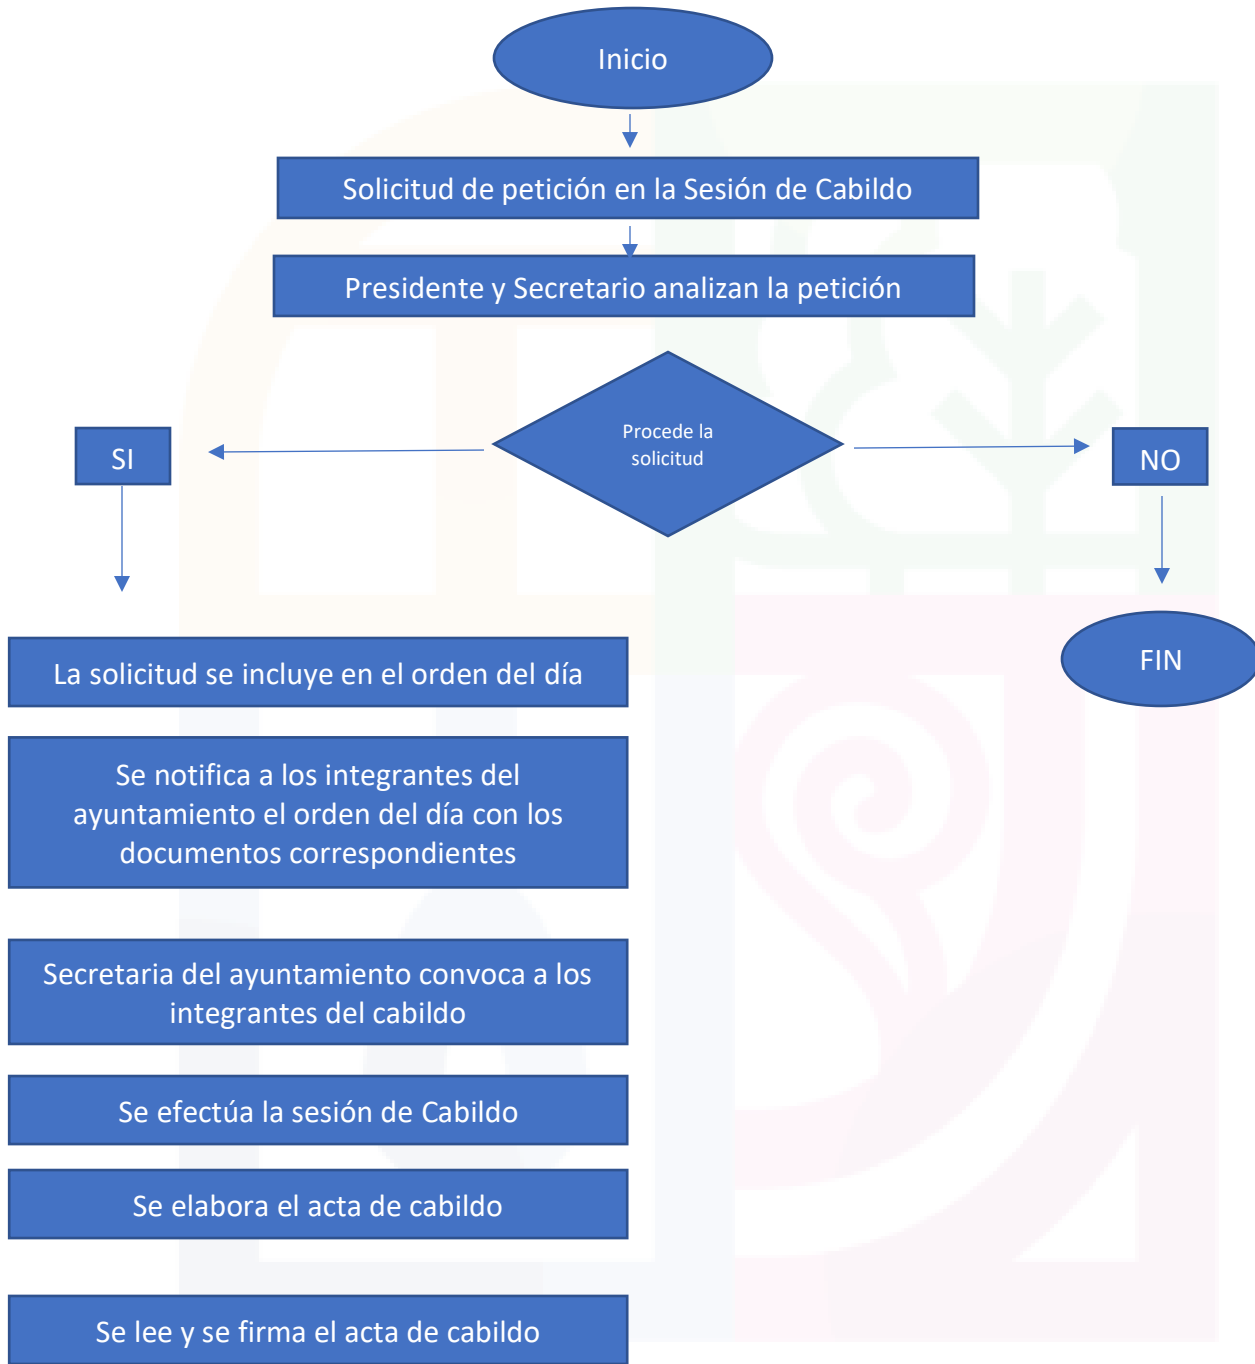 Inicio
Solicitud de petición en la Sesión de Cabildo
Presidente y Secretario analizan la petición
Procede la
solicitud
SI
NO
La solicitud se incluye en el orden del día
FIN
Se notifica a los integrantes del
ayuntamiento el orden del día con los
documentos correspondientes
Secretaria del ayuntamiento convoca a los
integrantes del cabildo
Se efectúa la sesión de Cabildo
Se elabora el acta de cabildo
Se lee y se firma el acta de cabildo